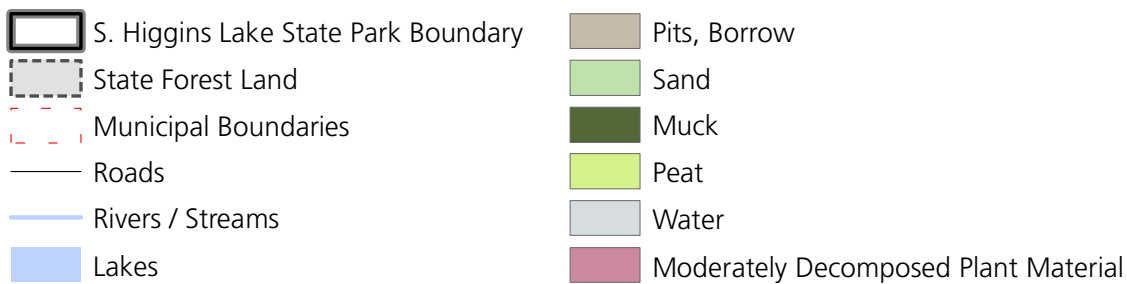 S. Higgins Lake State Park Boundary
State Forest Land
Municipal Boundaries
Roads
Rivers / Streams
Lakes
Pits, Borrow
Sand
Muck
Peat
Water
Moderately Decomposed Plant Material